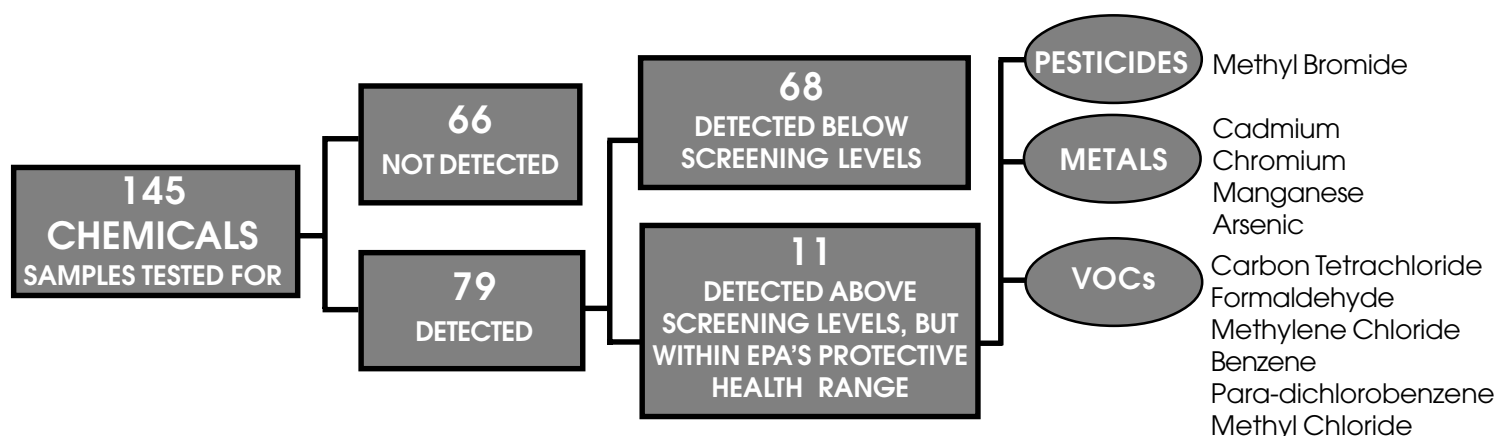 145
CHEMICALS
SAMPLES TESTED FOR
66
NOT DETECTED
79
DETECTED
68
DETECTED BELOW
SCREENING LEVELS
11
DETECTED ABOVE
SCREENING LEVELS, BUT
WITHIN EPA'S PROTECTIVE
HEALTH RANGE
PESTICIDES
Methyl Bromide
METALS
Cadmium
Chromium
Manganese
Arsenic
VOCs
Carbon Tetrachloride
Formaldehyde
Methylene Chloride
Benzene
Para-dichlorobenzene
Methyl Chloride